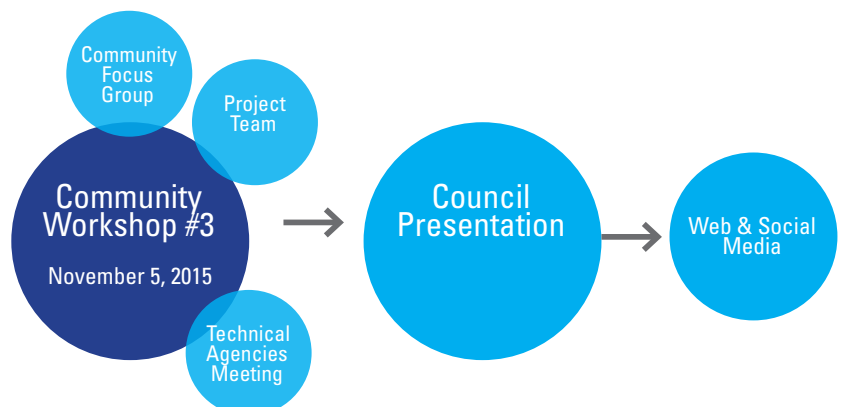 Community
Focus
Group
Project
Team
Community
Workshop #3
November 5, 2015
Technical
Agencies
Meeting
Council
Presentation
Web & Social
Media